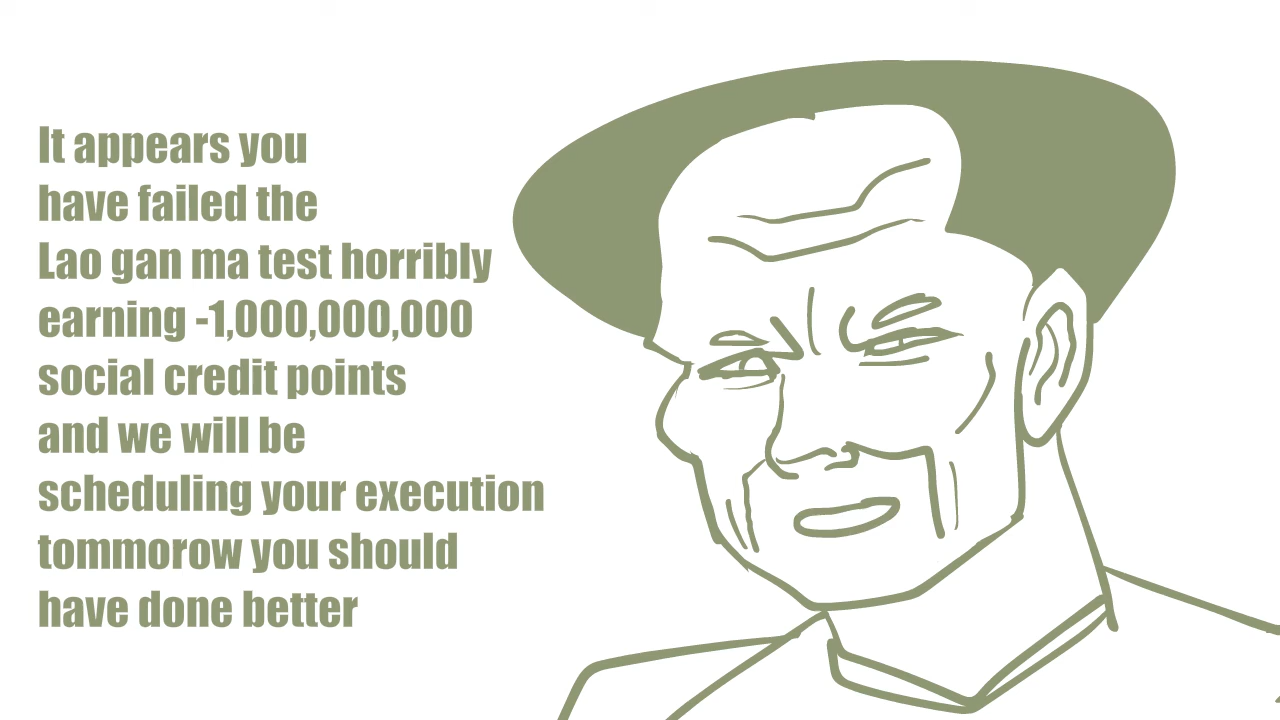 It appears you
have failed the
Lao gan ma test horribly
earning -1,000,000,000
social credit points
and we will be
scheduling your execution
tommorow you should
have done better